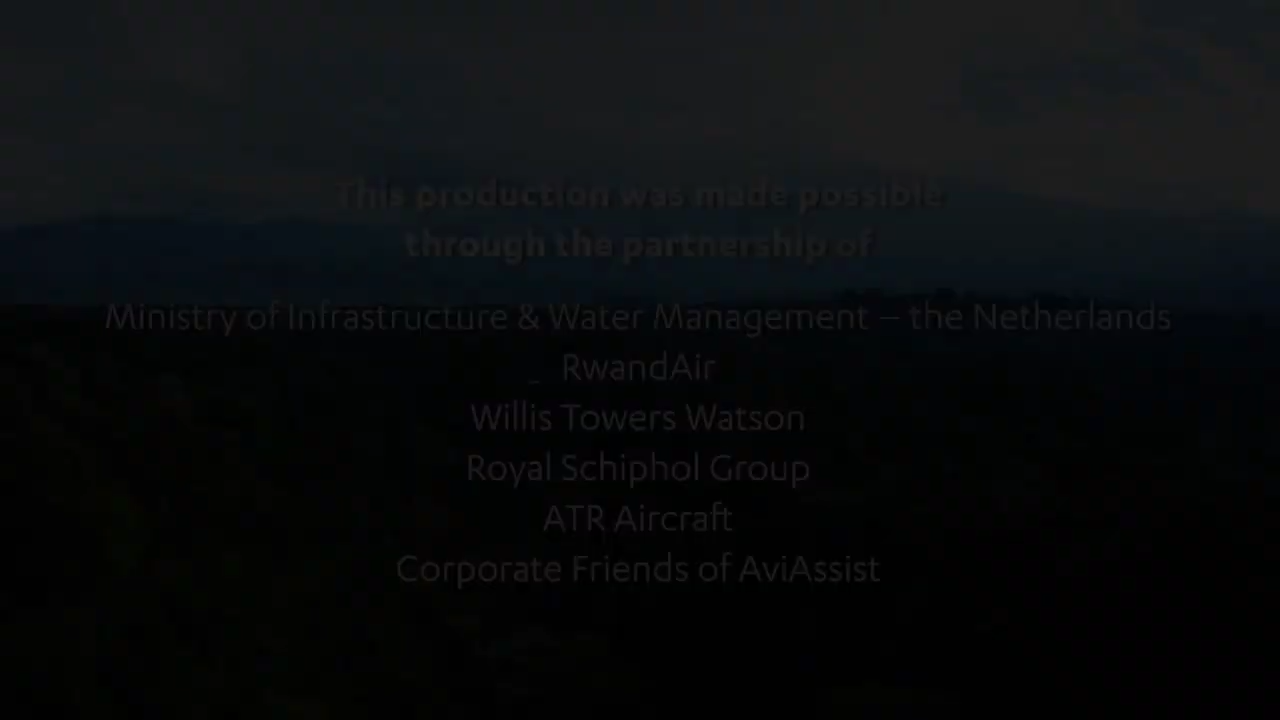 This production was made possible
through the partnership of
Ministry of Infrastructure & Water Management – the Netherlands
RwandAir
Willis Towers Watson
Royal Schiphol Group
ATR Aircraft
Corporate Friends of AviAssist